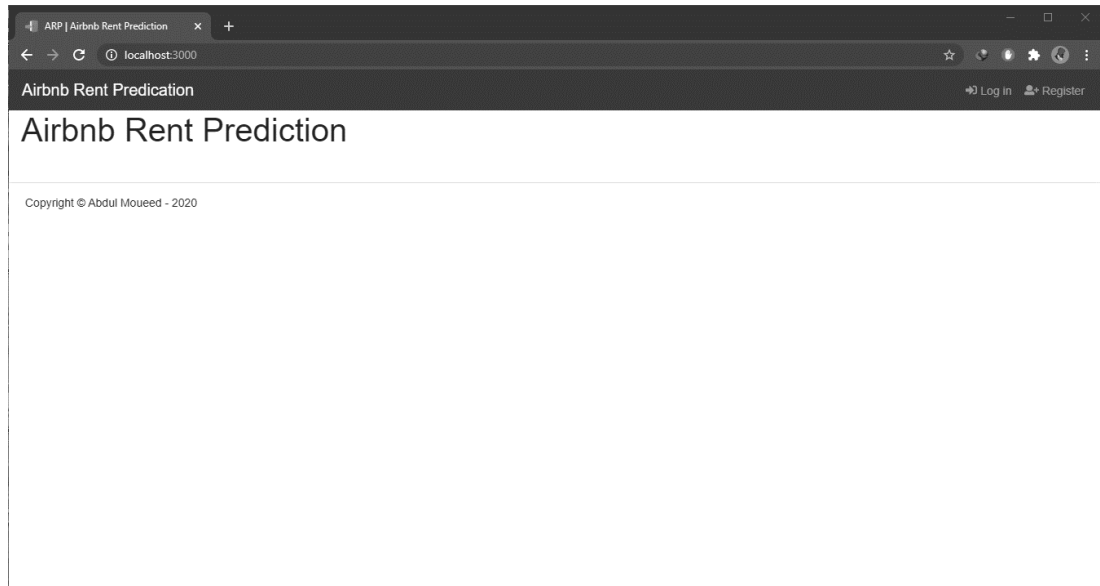 ARP | Airbnb Rent Prediction
localhost:3000
Airbnb Rent Predication
Log in Register
Airbnb Rent Prediction
Copyright © Abdul Moueed - 2020